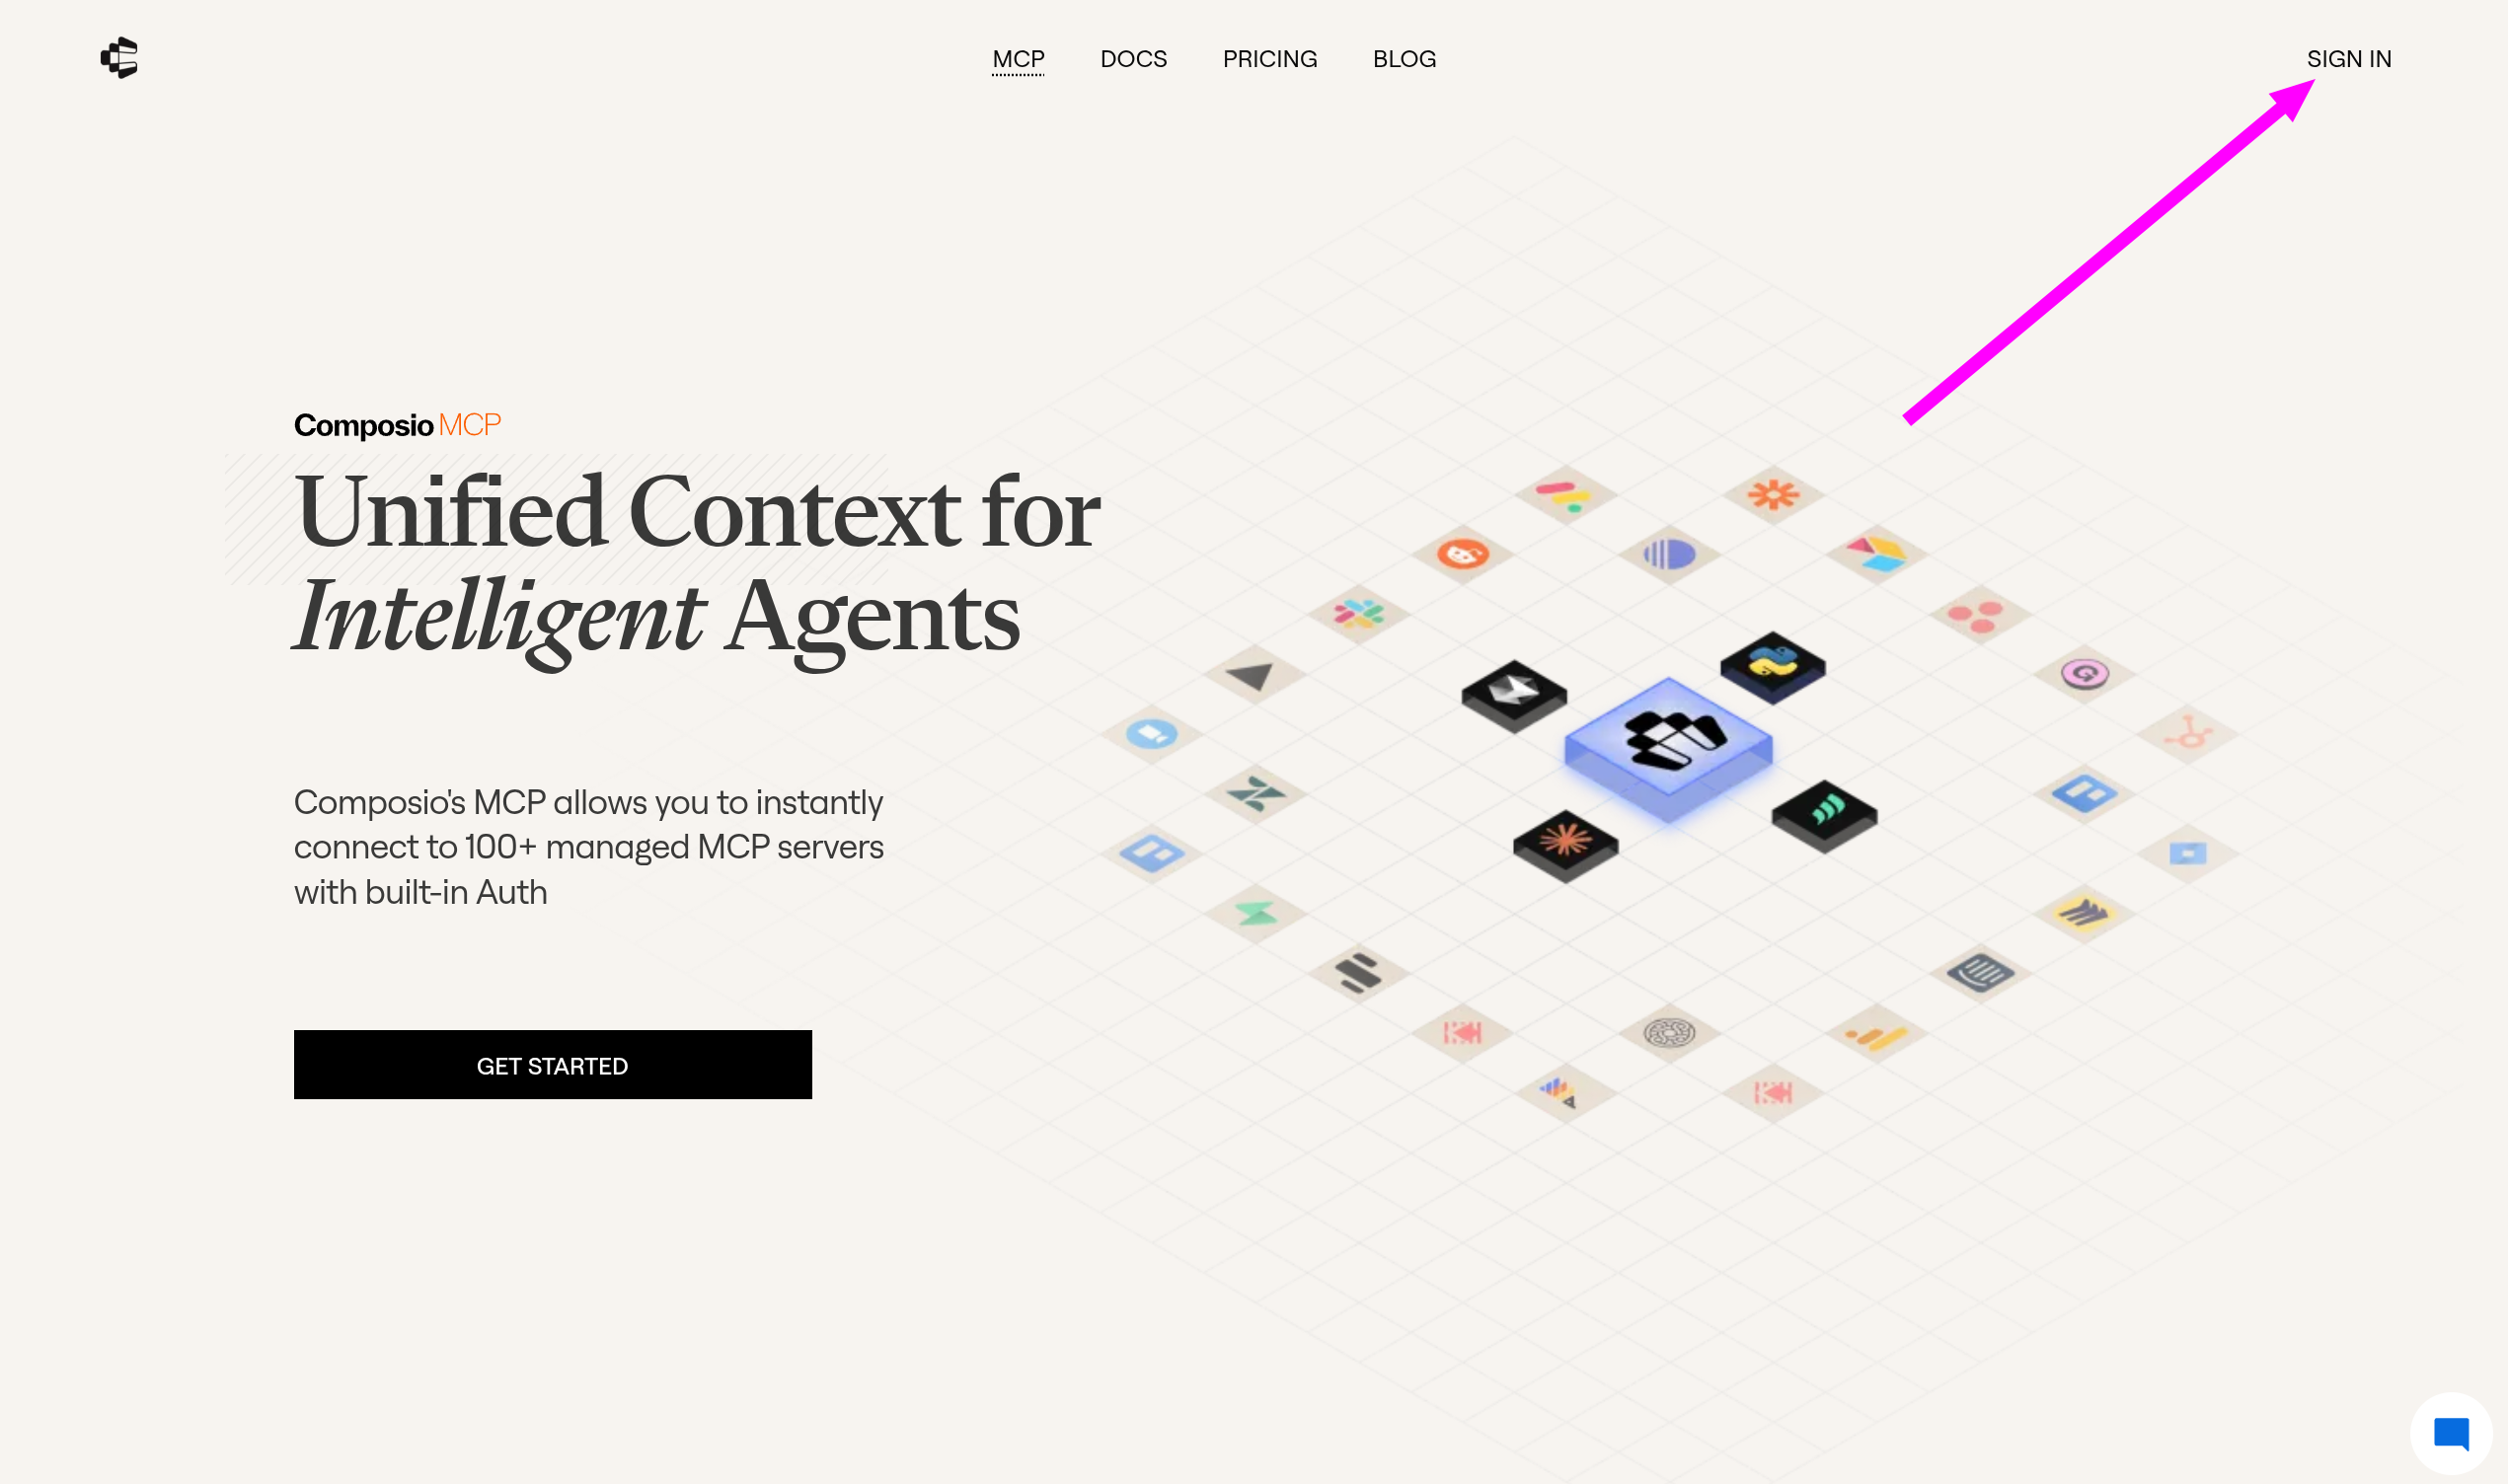 MCP DOCS PRICING BLOG SIGN IN
Composio MCP
Unified Context for
Intelligent Agents
Composio's MCP allows you to instantly
connect to 100+ managed MCP servers
with built-in Auth
GET STARTED